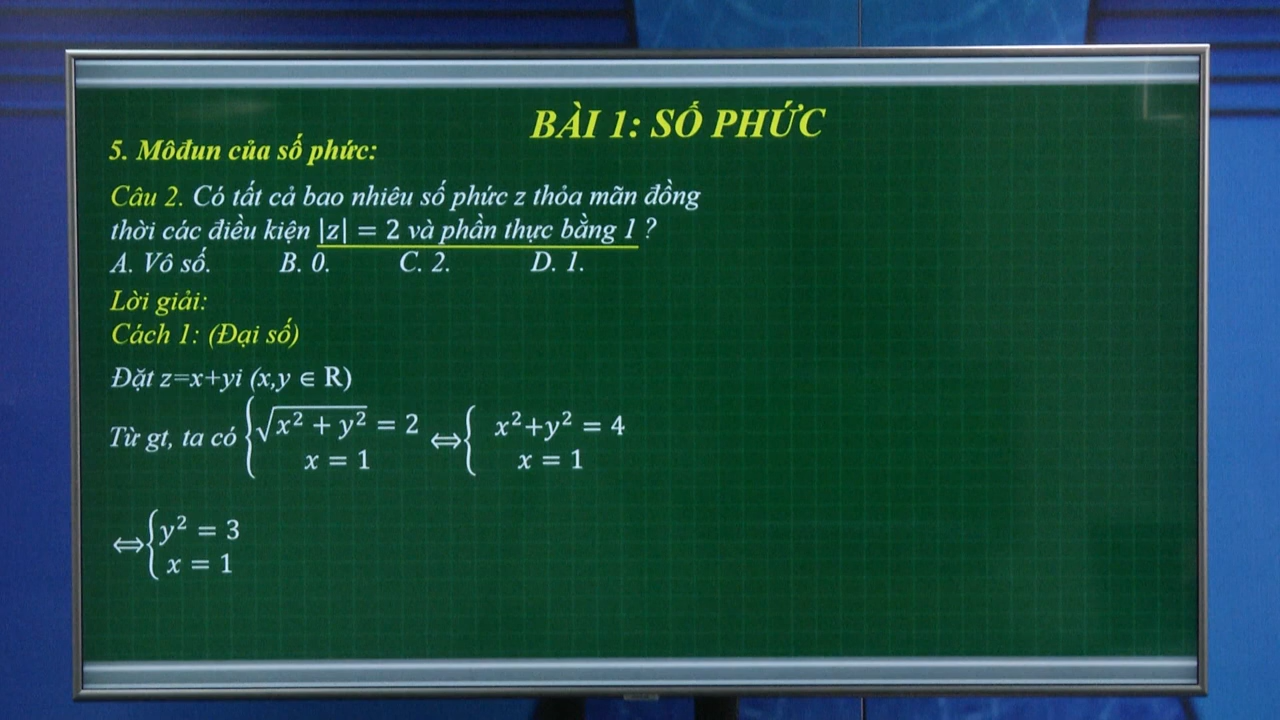 BÀI 1: SỐ PHỨC
5. Môđun của số phức:
Câu 2. Có tất cả bao nhiêu số phức z thỏa mãn đồng
thời các điều kiện |z| = 2 và phần thực bằng 1 ?
A. Vô số. B. 0. C. 2. D. 1.
Lời giải:
Cách 1: (Đại số)
Đặt z=x+yi (x,y ∈ R)
Từ gt, ta có {√(x² + y²) = 2 ⇔ { x²+y² = 4
x = 1 x = 1
⇔ {y² = 3
x = 1